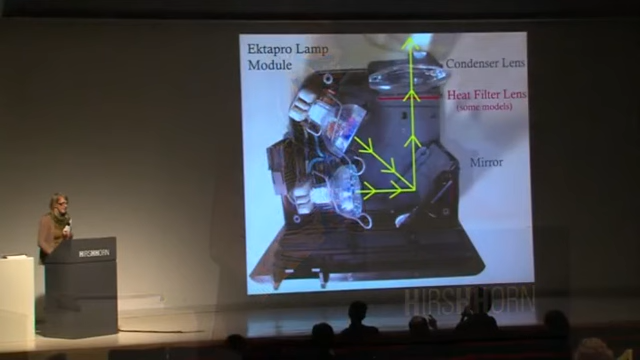 Ektapro Lamp
Module
Condenser Lens
Heat Filter Lens
(some models)
Mirror
HIRSHHORN
HIRSHHORN